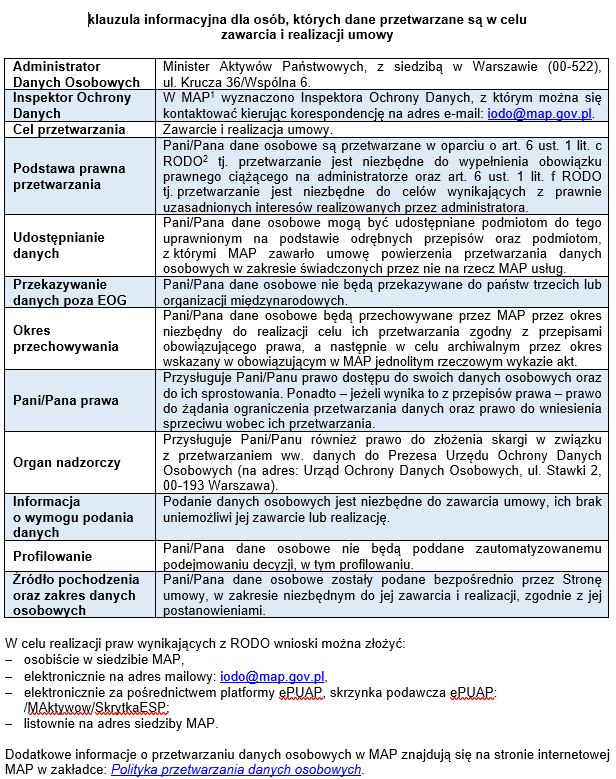 klauzula informacyjna dla osób, których dane przetwarzane są w celu
zawarcia i realizacji umowy
Administrator
Danych Osobowych
Minister Aktywów Państwowych, z siedzibą w Warszawie (00-522),
ul. Krucza 36/Wspólna 6.
Inspektor Ochrony
Danych
W MAP¹ wyznaczono Inspektora Ochrony Danych, z którym można się
kontaktować kierując korespondencję na adres e-mail: iodo@map.gov.pl.
Cel przetwarzania
Zawarcie i realizacja umowy.
Podstawa prawna
przetwarzania
Pani/Pana dane osobowe są przetwarzane w oparciu o art. 6 ust. 1 lit. c
RODO² tj. przetwarzanie jest niezbędne do wypełnienia obowiązku
prawnego ciążącego na administratorze oraz art. 6 ust. 1 lit. f RODO
tj. przetwarzanie jest niezbędne do celów wynikających z prawnie
uzasadnionych interesów realizowanych przez administratora.
Udostępnianie
danych
Pani/Pana dane osobowe mogą być udostępniane podmiotom do tego
uprawnionym na podstawie odrębnych przepisów oraz podmiotom,
z którymi MAP zawarło umowę powierzenia przetwarzania danych
osobowych w zakresie świadczonych przez nie na rzecz MAP usług.
Przekazywanie
danych poza EOG
Pani/Pana dane osobowe nie będą przekazywane do państw trzecich lub
organizacji międzynarodowych.
Okres
przechowywania
Pani/Pana dane osobowe będą przechowywane przez MAP przez okres
niezbędny do realizacji celu ich przetwarzania zgodny z przepisami
obowiązującego prawa, a następnie w celu archiwalnym przez okres
wskazany w obowiązującym w MAP jednolitym rzeczowym wykazie akt.
Pani/Pana prawa
Przysługuje Pani/Panu prawo dostępu do swoich danych osobowych oraz
do ich sprostowania. Ponadto – jeżeli wynika to z przepisów prawa – prawo
do żądania ograniczenia przetwarzania danych oraz prawo do wniesienia
sprzeciwu wobec ich przetwarzania.
Organ nadzorczy
Przysługuje Pani/Panu również prawo do złożenia skargi w związku
z przetwarzaniem ww. danych do Prezesa Urzędu Ochrony Danych
Osobowych (na adres: Urząd Ochrony Danych Osobowych, ul. Stawki 2,
00-193 Warszawa).
Informacja
o wymogu podania
danych
Podanie danych osobowych jest niezbędne do zawarcia umowy, ich brak
uniemożliwi jej zawarcie lub realizację.
Profilowanie
Pani/Pana dane osobowe nie będą poddane zautomatyzowanemu
podejmowaniu decyzji, w tym profilowaniu.
Źródło pochodzenia
oraz zakres danych
osobowych
Pani/Pana dane osobowe zostały podane bezpośrednio przez Stronę
umowy, w zakresie niezbędnym do jej zawarcia i realizacji, zgodnie z jej
postanowieniami.
W celu realizacji praw wynikających z RODO wnioski można złożyć:
– osobiście w siedzibie MAP,
– elektronicznie na adres mailowy: iodo@map.gov.pl,
– elektronicznie za pośrednictwem platformy ePUAP, skrzynka podawcza ePUAP:
/MAktywow/SkrytkaESP;
– listownie na adres siedziby MAP.
Dodatkowe informacje o przetwarzaniu danych osobowych w MAP znajdują się na stronie internetowej
MAP w zakładce: Polityka przetwarzania danych osobowych.